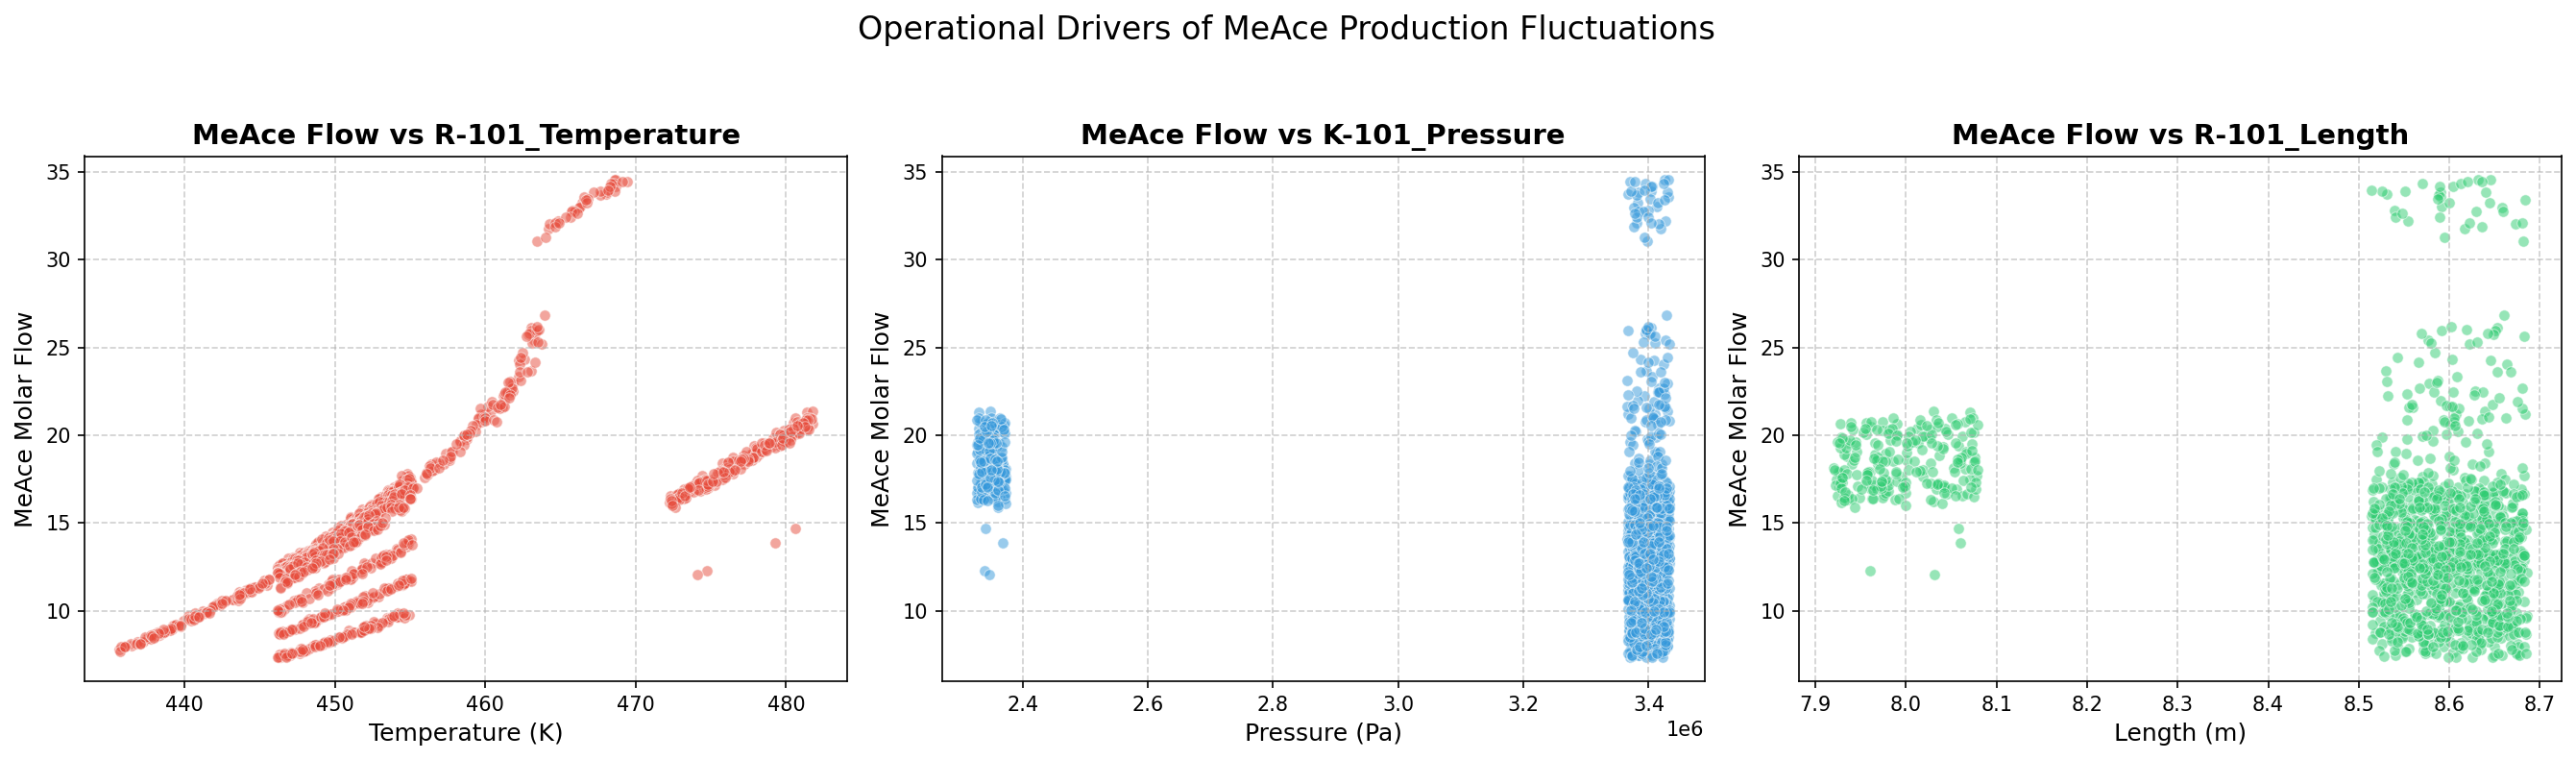 Operational Drivers of MeAce Production Fluctuations
MeAce Flow vs R-101_Temperature
MeAce Molar Flow
35
30
25
20
15
10
440 450 460 470 480
Temperature (K)
MeAce Flow vs K-101_Pressure
MeAce Molar Flow
35
30
25
20
15
10
2.4 2.6 2.8 3.0 3.2 3.4
1e6
Pressure (Pa)
MeAce Flow vs R-101_Length
MeAce Molar Flow
35
30
25
20
15
10
7.9 8.0 8.1 8.2 8.3 8.4 8.5 8.6 8.7
Length (m)